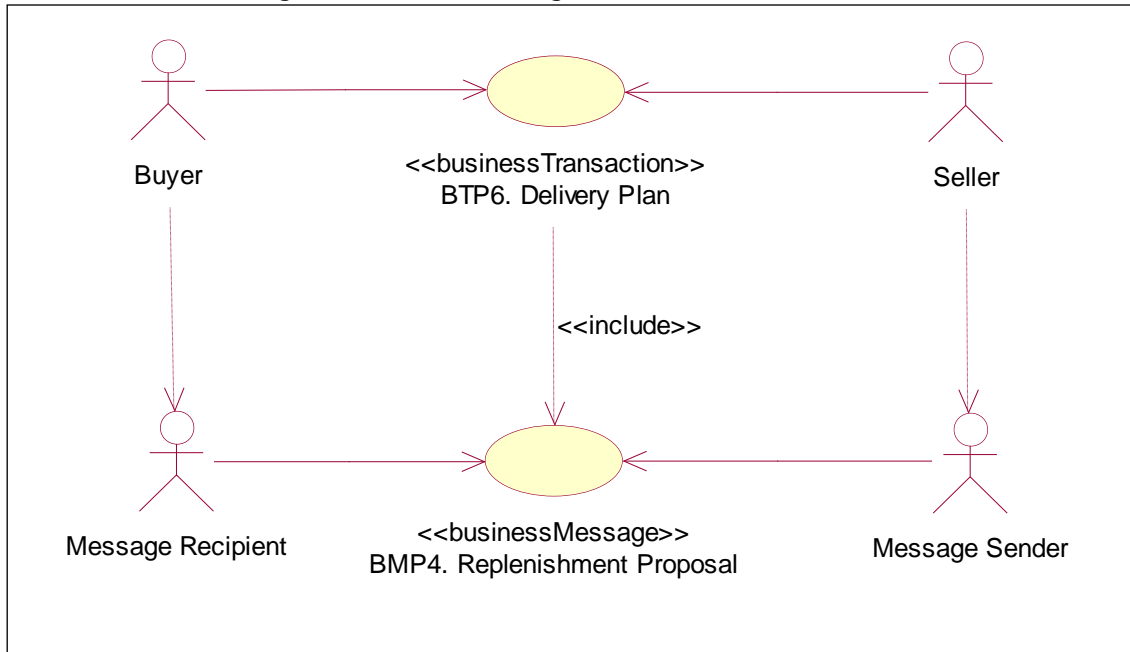 <<businessTransaction>>
Buyer
BTP6. Delivery Plan
Seller
<<include>>
<<businessMessage>>
Message Recipient
BMP4. Replenishment Proposal
Message Sender